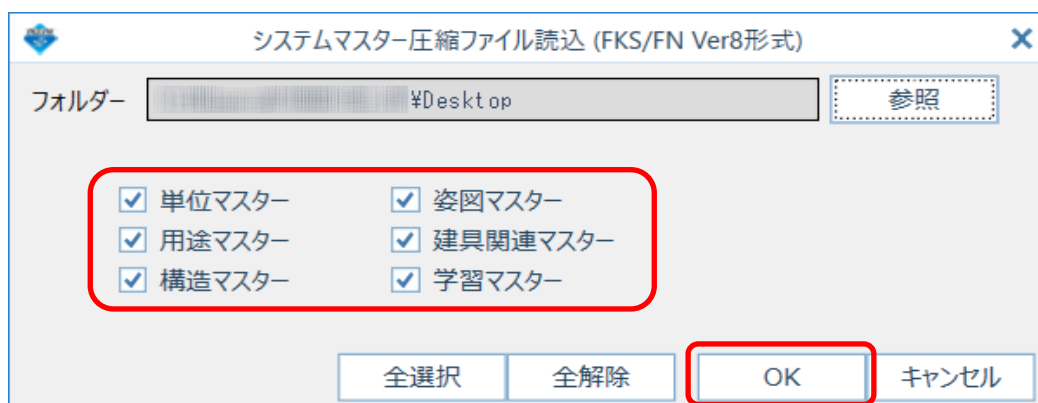 システムマスター圧縮ファイル読込 (FKS/FN Ver8形式)
フォルダー ¥Desktop 参照
単位マスター 姿図マスター
用途マスター 建具関連マスター
構造マスター 学習マスター
全選択 全解除 OK キャンセル